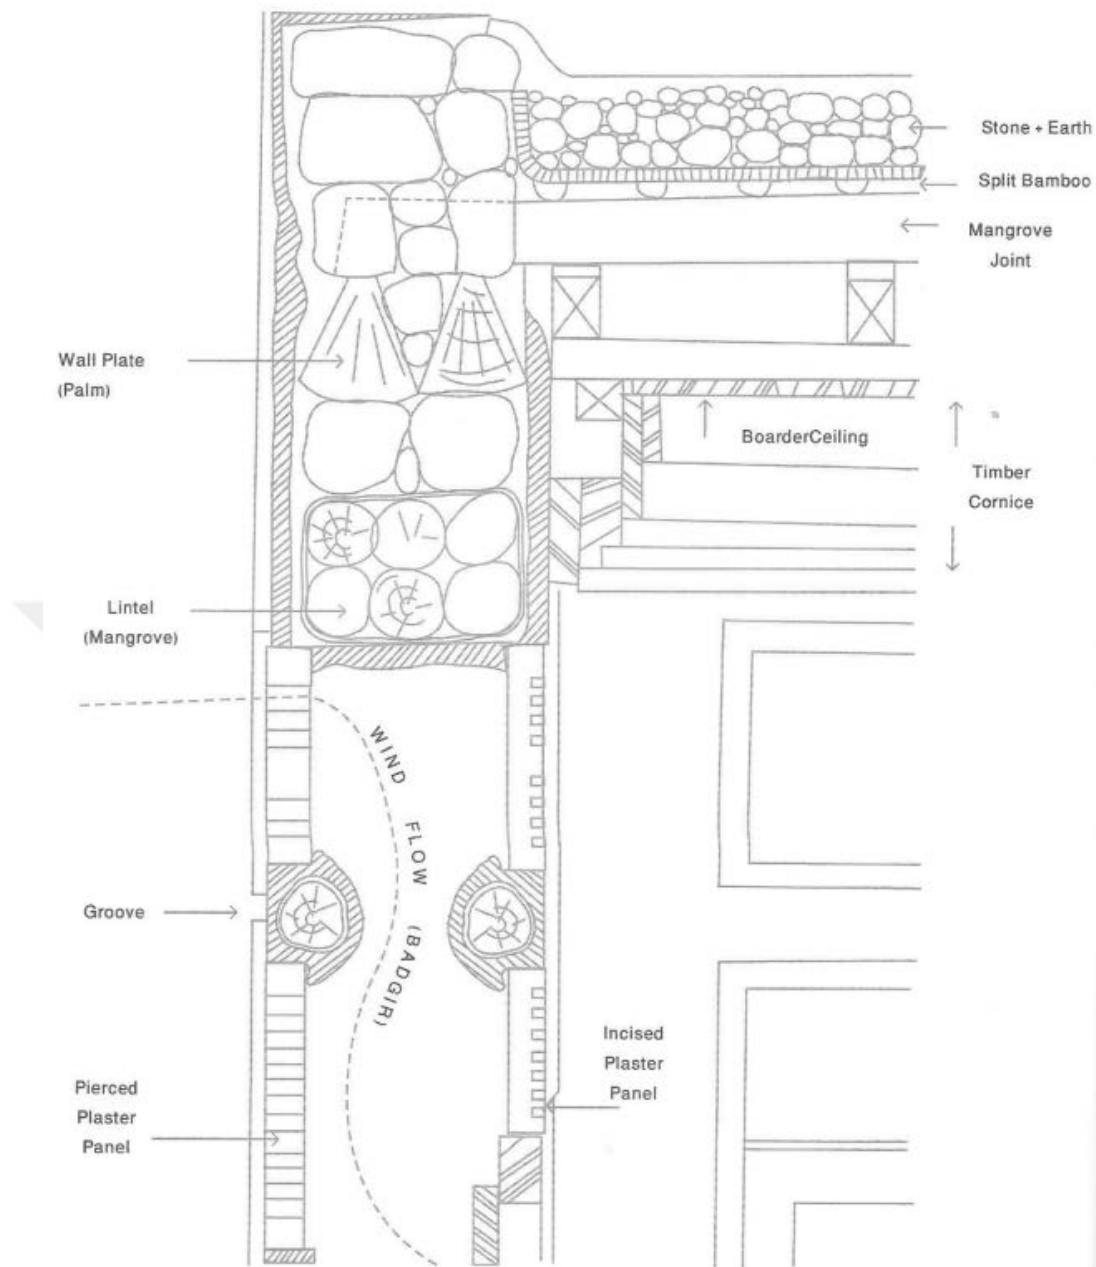 Stone + Earth
Split Bamboo
Mangrove
Joint
Wall Plate
(Palm)
BoarderCeiling
Timber
Cornice
Lintel
(Mangrove)
WIND FLOW (BADGIR)
Groove
Incised
Plaster
Panel
Pierced
Plaster
Panel